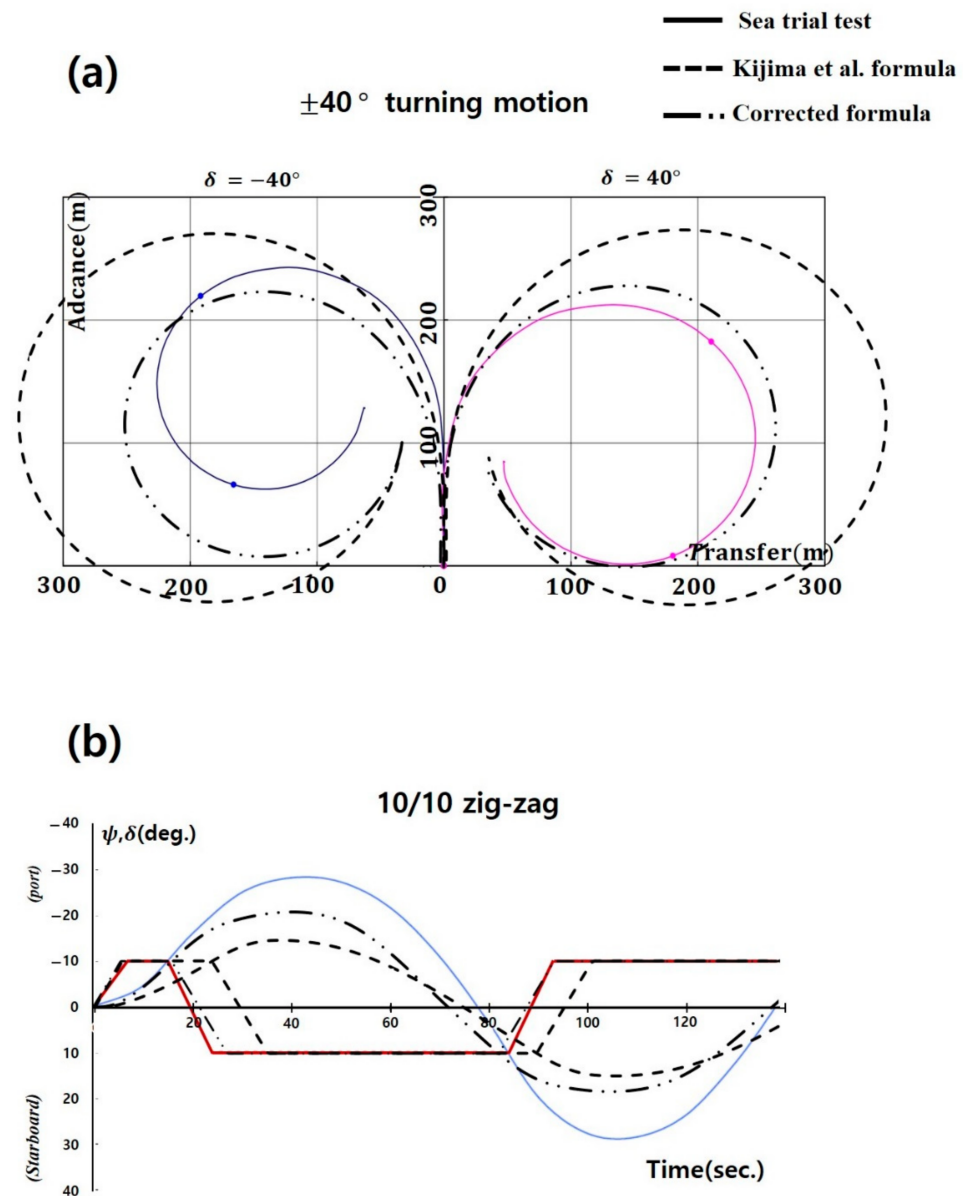 Sea trial test
(a)
Kijima et al. formula
±40° turning motion
Corrected formula
δ = −40°
δ = 40°
Adcance(m)
300
200
100
Transfer(m)
300 200 100 0 100 200 300
(b)
10/10 zig-zag
−40
ψ,δ(deg.)
−30
(port)
−20
−10
0
20 40 60 80 100 120
10
20
(Starboard)
30
Time(sec.)
40